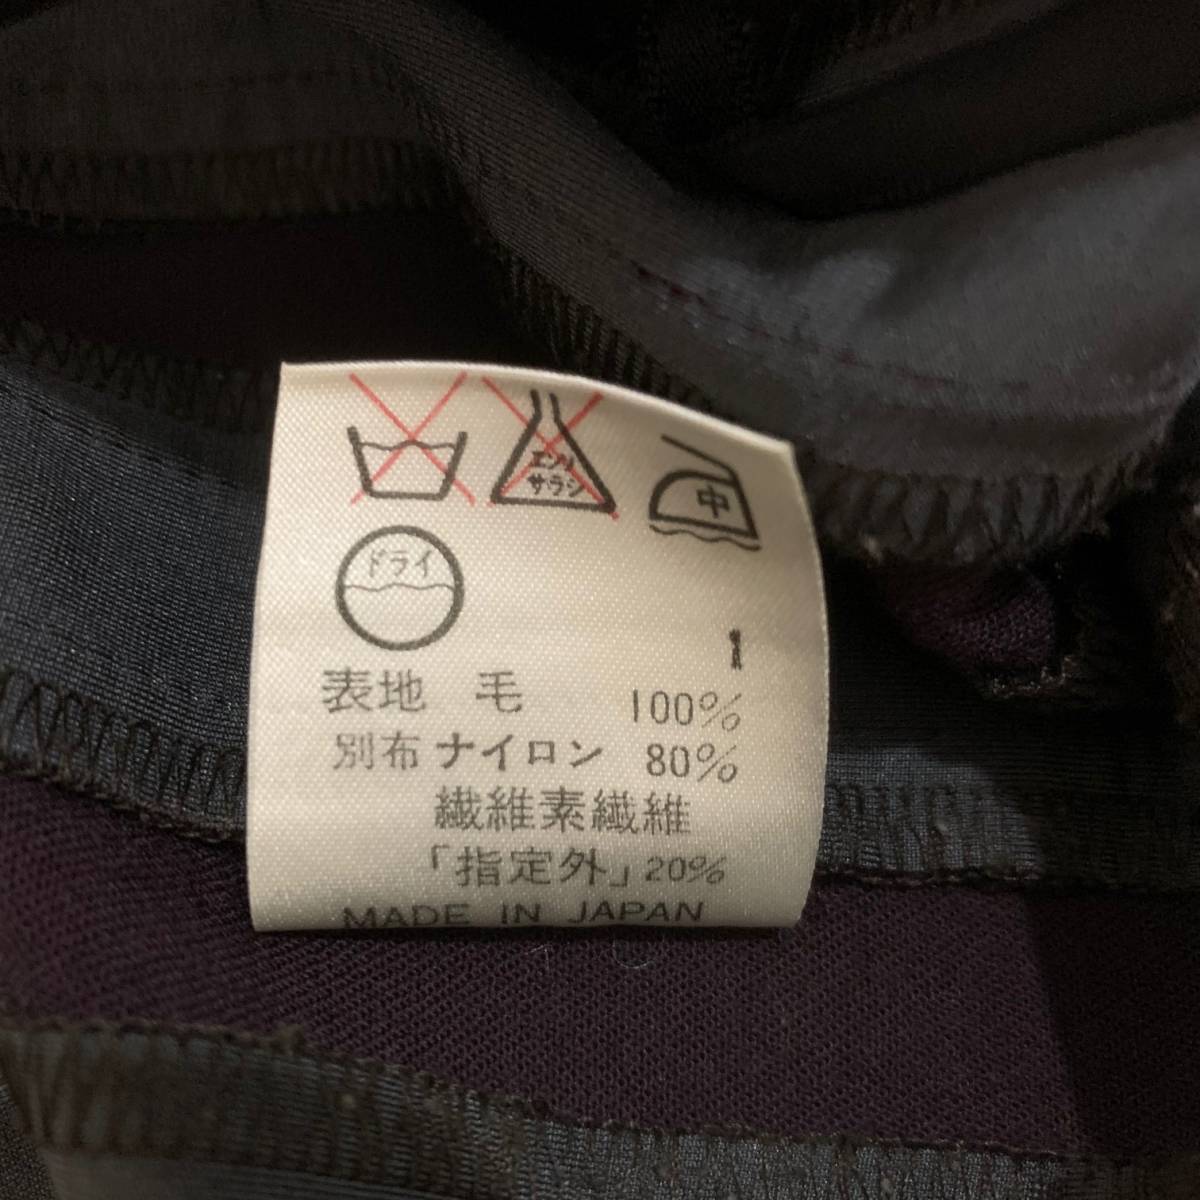 エンソ
サラシ
中
ドライ
1
表地 毛 100%
別布 ナイロン 80%
繊維素繊維
「指定外」20%
MADE IN JAPAN